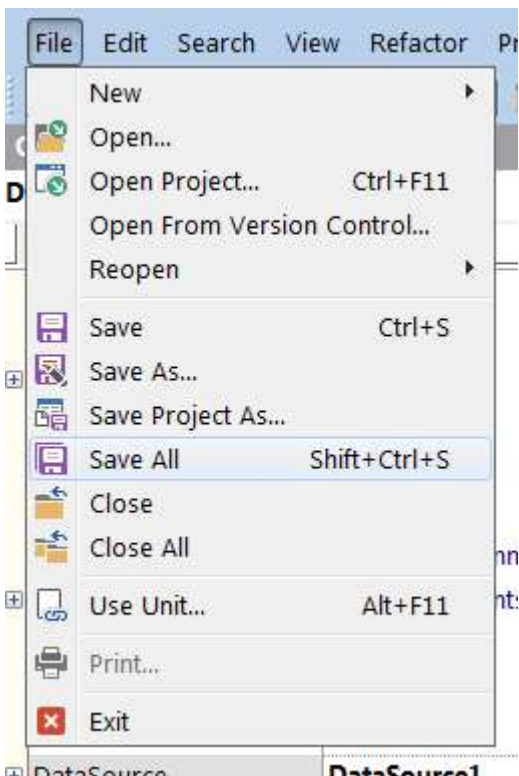 File Edit Search View Refactor
New
Open...
Open Project... Ctrl+F11
Open From Version Control...
Reopen
Save Ctrl+S
Save As...
Save Project As...
Save All Shift+Ctrl+S
Close
Close All
Use Unit... Alt+F11
Print...
Exit
DataSource DataSource1